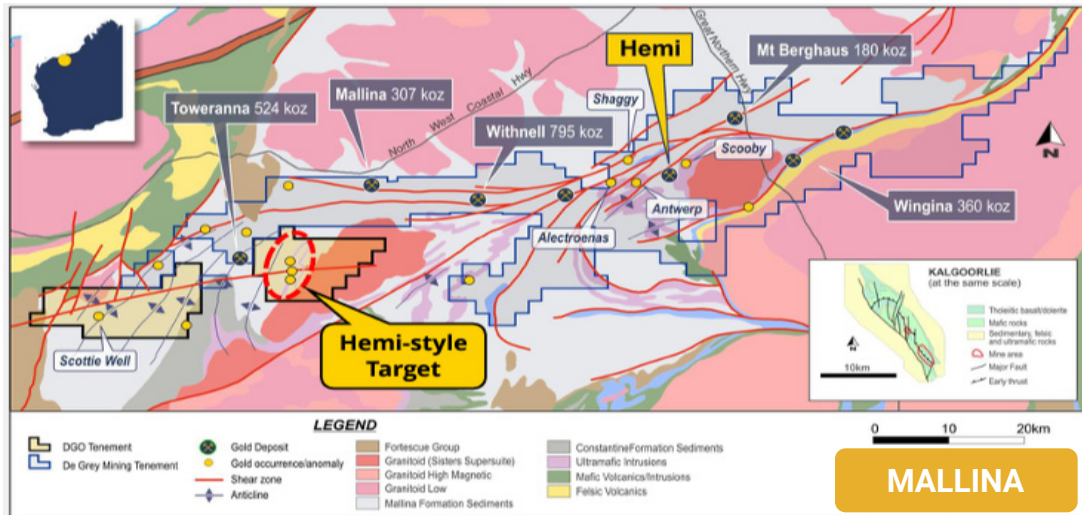 Hemi
Mt Berghaus 180 koz
Great Northern Hwy
Mallina 307 koz
Toweranna 524 koz
North West Coastal Hwy
Shaggy
Withnell 795 koz
Scooby
N
Antwerp
Wingina 360 koz
Alectroenas
Hemi-style
Target
Scottie Well
KALGOORLIE
(at the same scale)
Tholeiitic basalt/dolerite
Mafic rocks
Sedimentary, felsic
and ultramafic rocks
Mine area
Major Fault
Early thrust
N
10km
LEGEND
DGO Tenement
De Grey Mining Tenement
Gold Deposit
Gold occurrence/anomaly
Shear zone
Anticline
Fortescue Group
Granitoid (Sisters Supersuite)
Granitoid High Magnetic
Granitoid Low
Mallina Formation Sediments
ConstantineFormation Sediments
Ultramafic Intrusions
Mafic Volcanics/Intrusions
Felsic Volcanics
0 10 20km
MALLINA